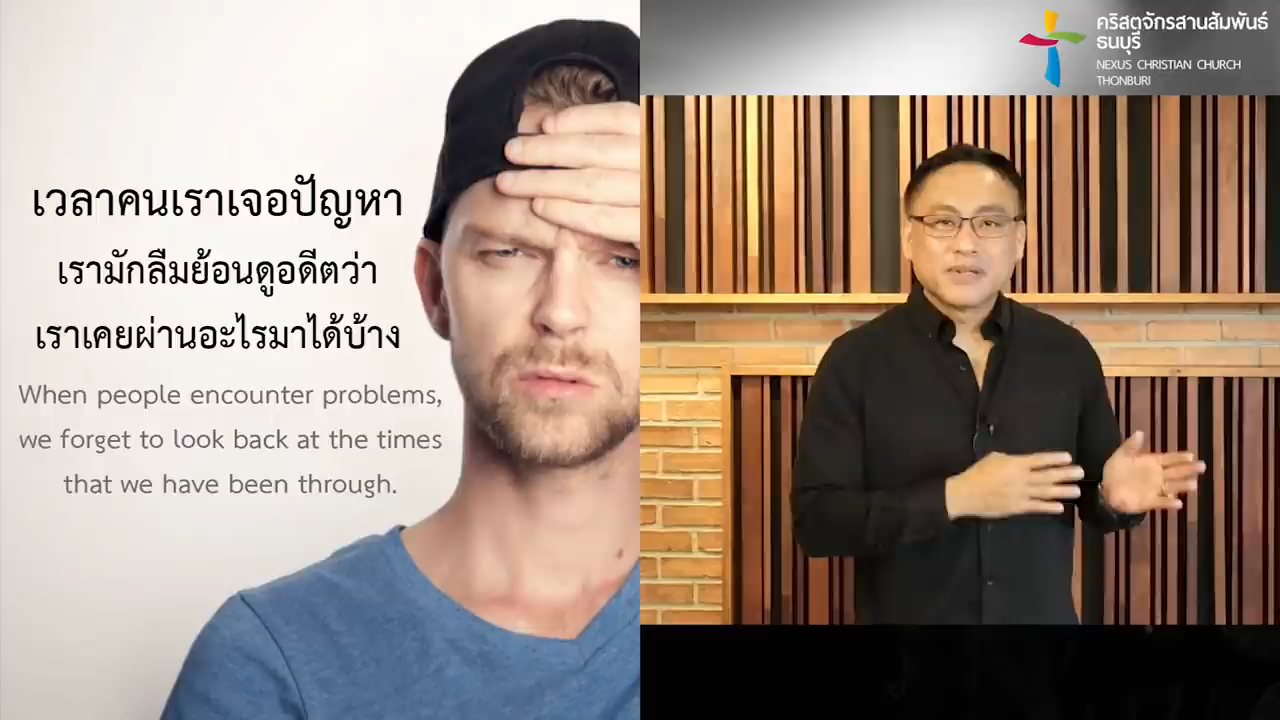 เวลาคนเราเจอปัญหา
เรามักลืมย้อนดูอดีตว่า
เราเคยผ่านอะไรมาได้บ้าง
When people encounter problems,
we forget to look back at the times
that we have been through.
คริสตจักรสานสัมพันธ์
ธนบุรี
NEXUS CHRISTIAN CHURCH
THONBURI